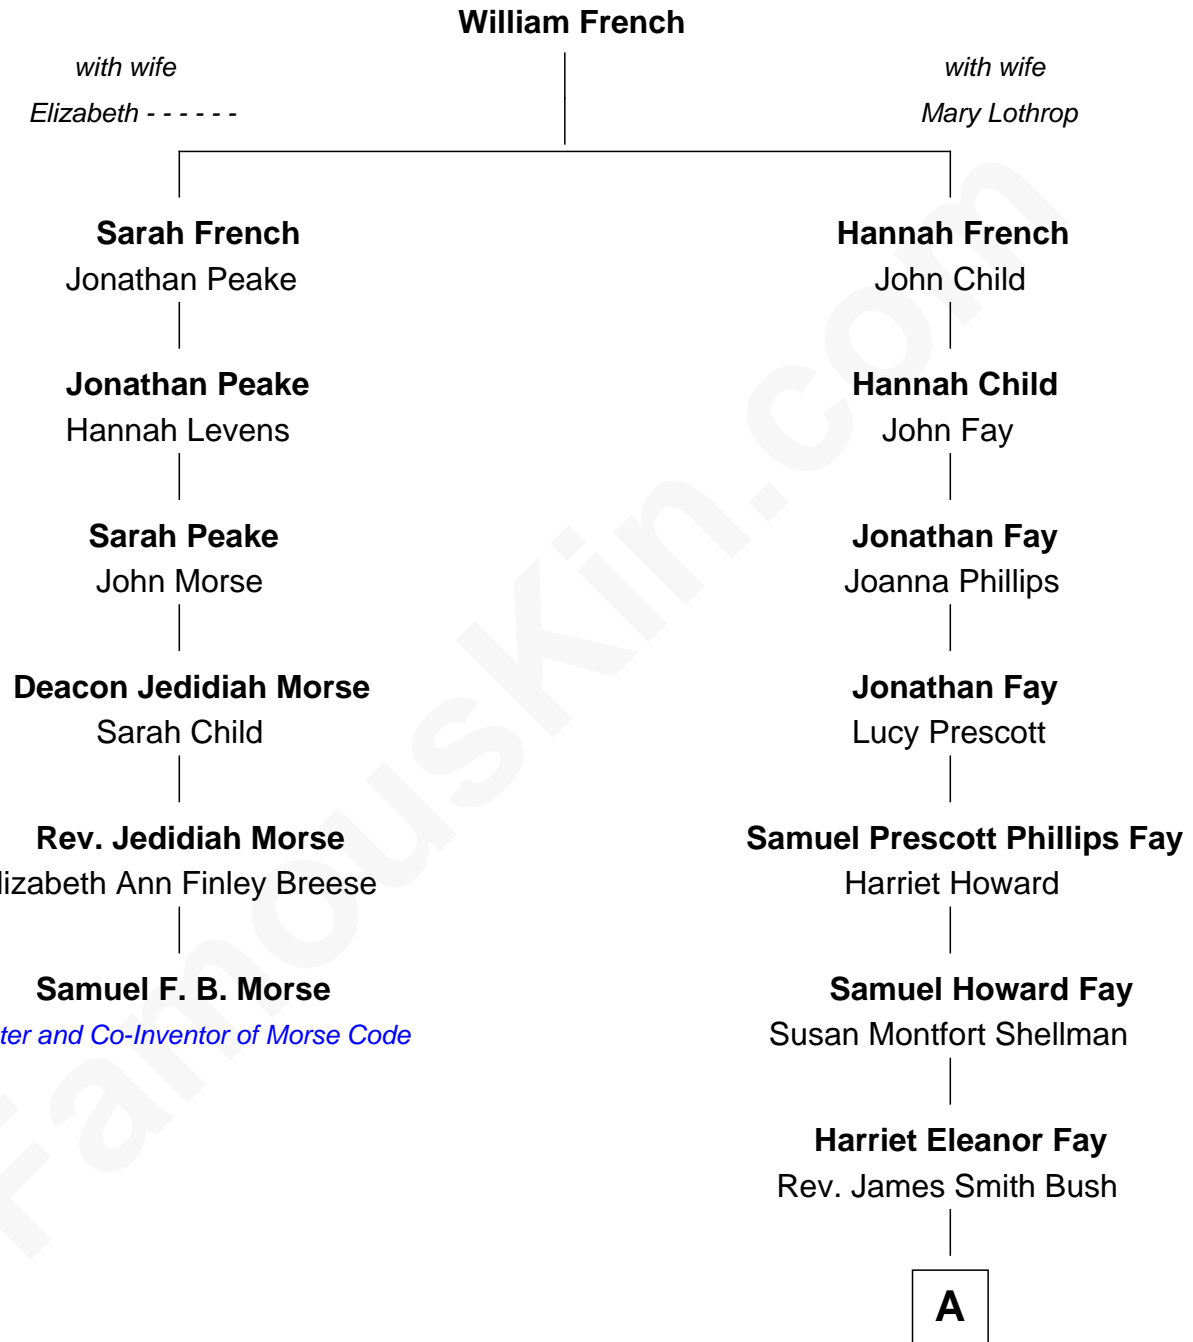 William French
with wife
Elizabeth - - - - - -
with wife
Mary Lothrop
Sarah French
Jonathan Peake
Hannah French
John Child
Jonathan Peake
Hannah Levens
Hannah Child
John Fay
Sarah Peake
John Morse
Jonathan Fay
Joanna Phillips
Deacon Jedidiah Morse
Sarah Child
Jonathan Fay
Lucy Prescott
Rev. Jedidiah Morse
lizabeth Ann Finley Breese
Samuel Prescott Phillips Fay
Harriet Howard
Samuel F. B. Morse
ter and Co-Inventor of Morse Code
Samuel Howard Fay
Susan Montfort Shellman
Harriet Eleanor Fay
Rev. James Smith Bush
A
FamousKin.com